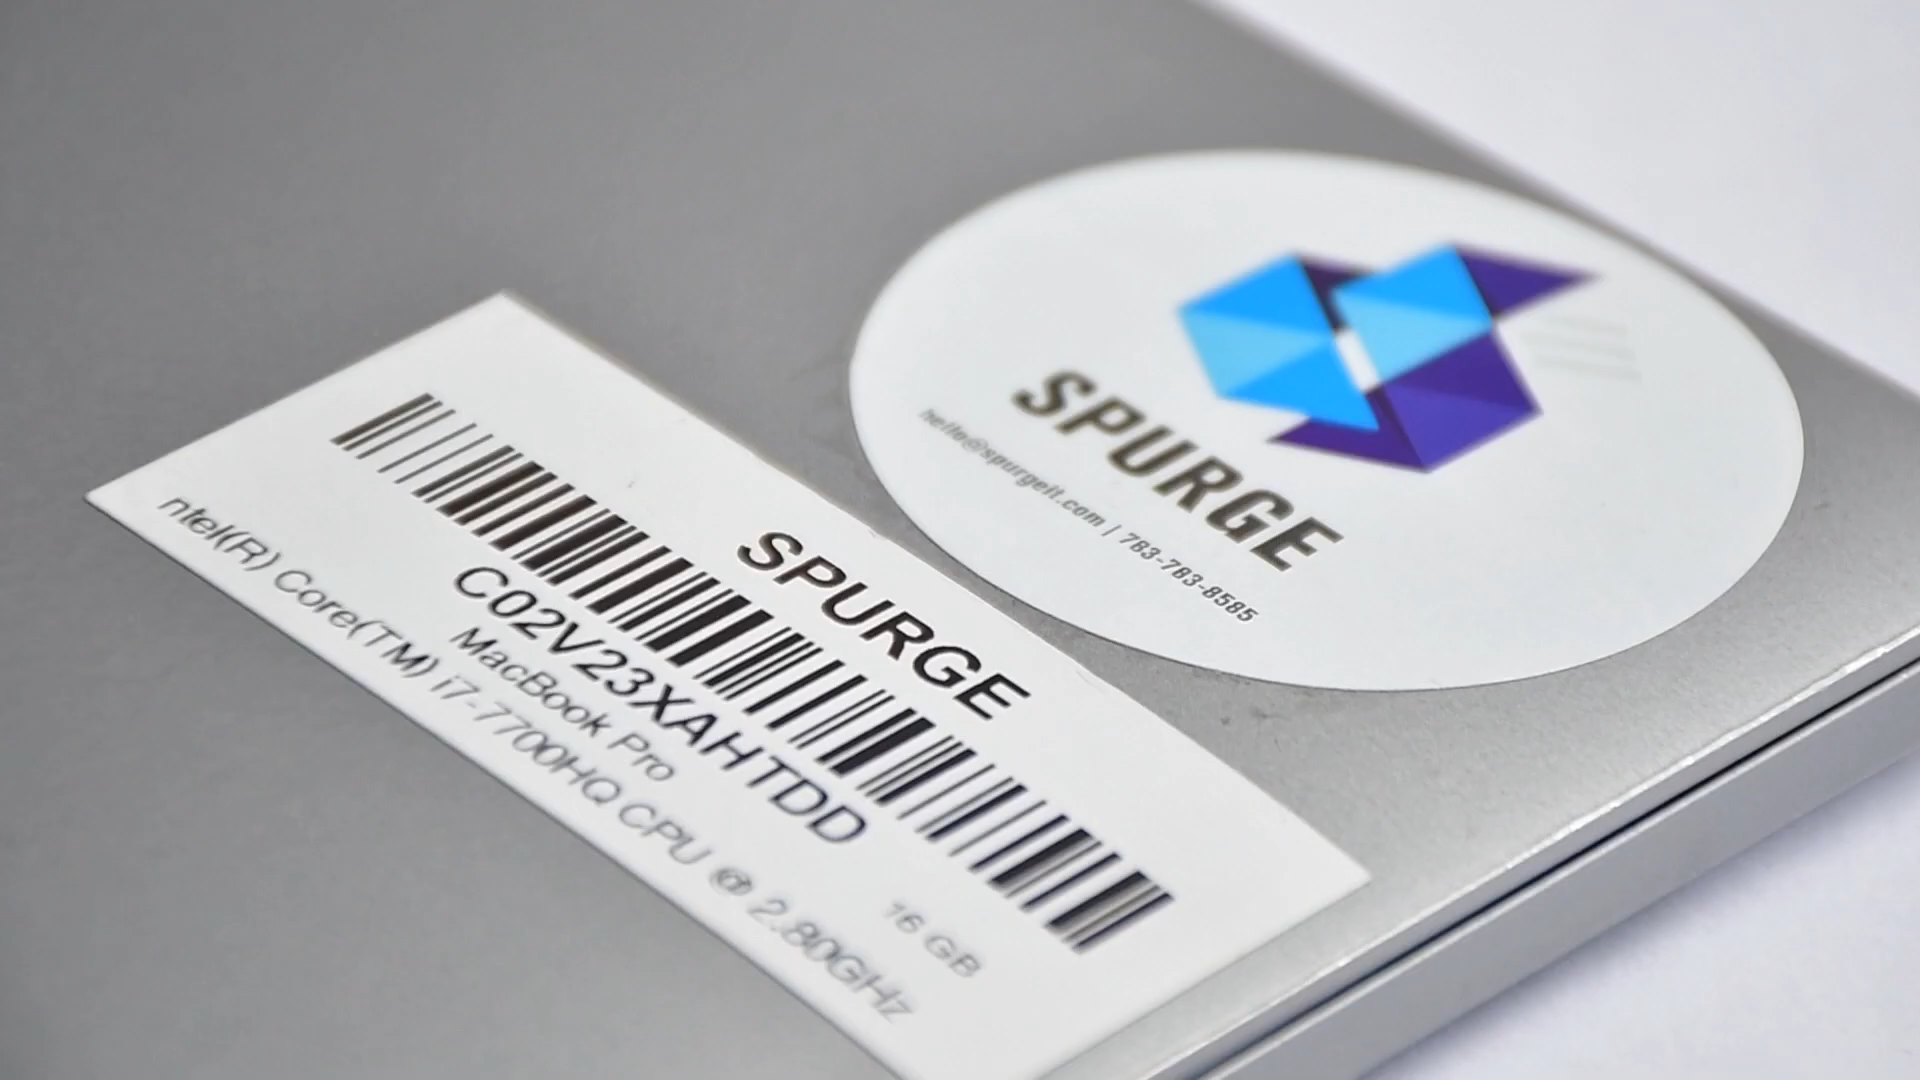 SPURGE
hello@spurgeit.com | 783-783-8585
SPURGE
C02V23XAHTDD
MacBook Pro
16 GB
ntel(R) Core(TM) i7-7700HQ CPU @ 2.80GHz